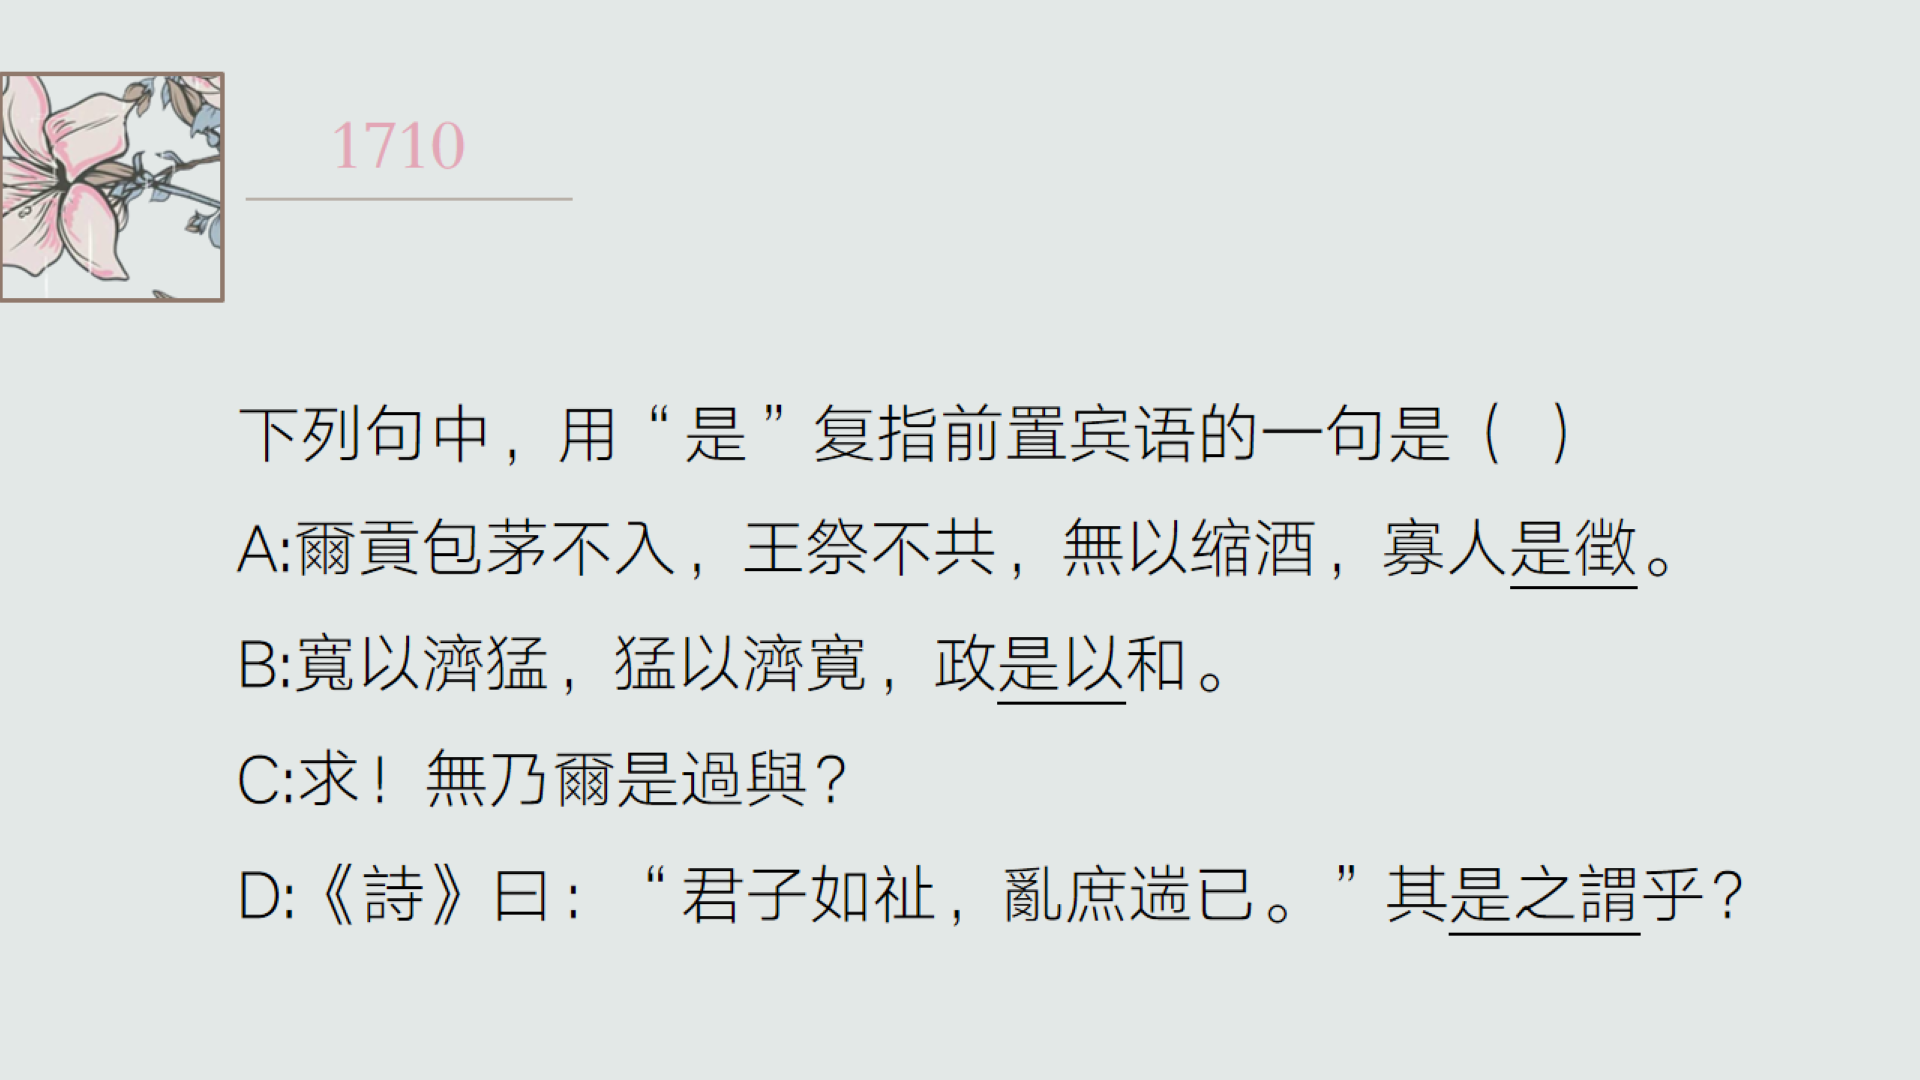 1710
下列句中，用“是”复指前置宾语的一句是（ ）
A:爾貢包茅不入，王祭不共，無以缩酒，寡人是徵。
B:寬以濟猛，猛以濟寬，政是以和。
C:求！無乃爾是過與？
D:《詩》曰：“君子如祉，亂庶遄已。”其是之謂乎？